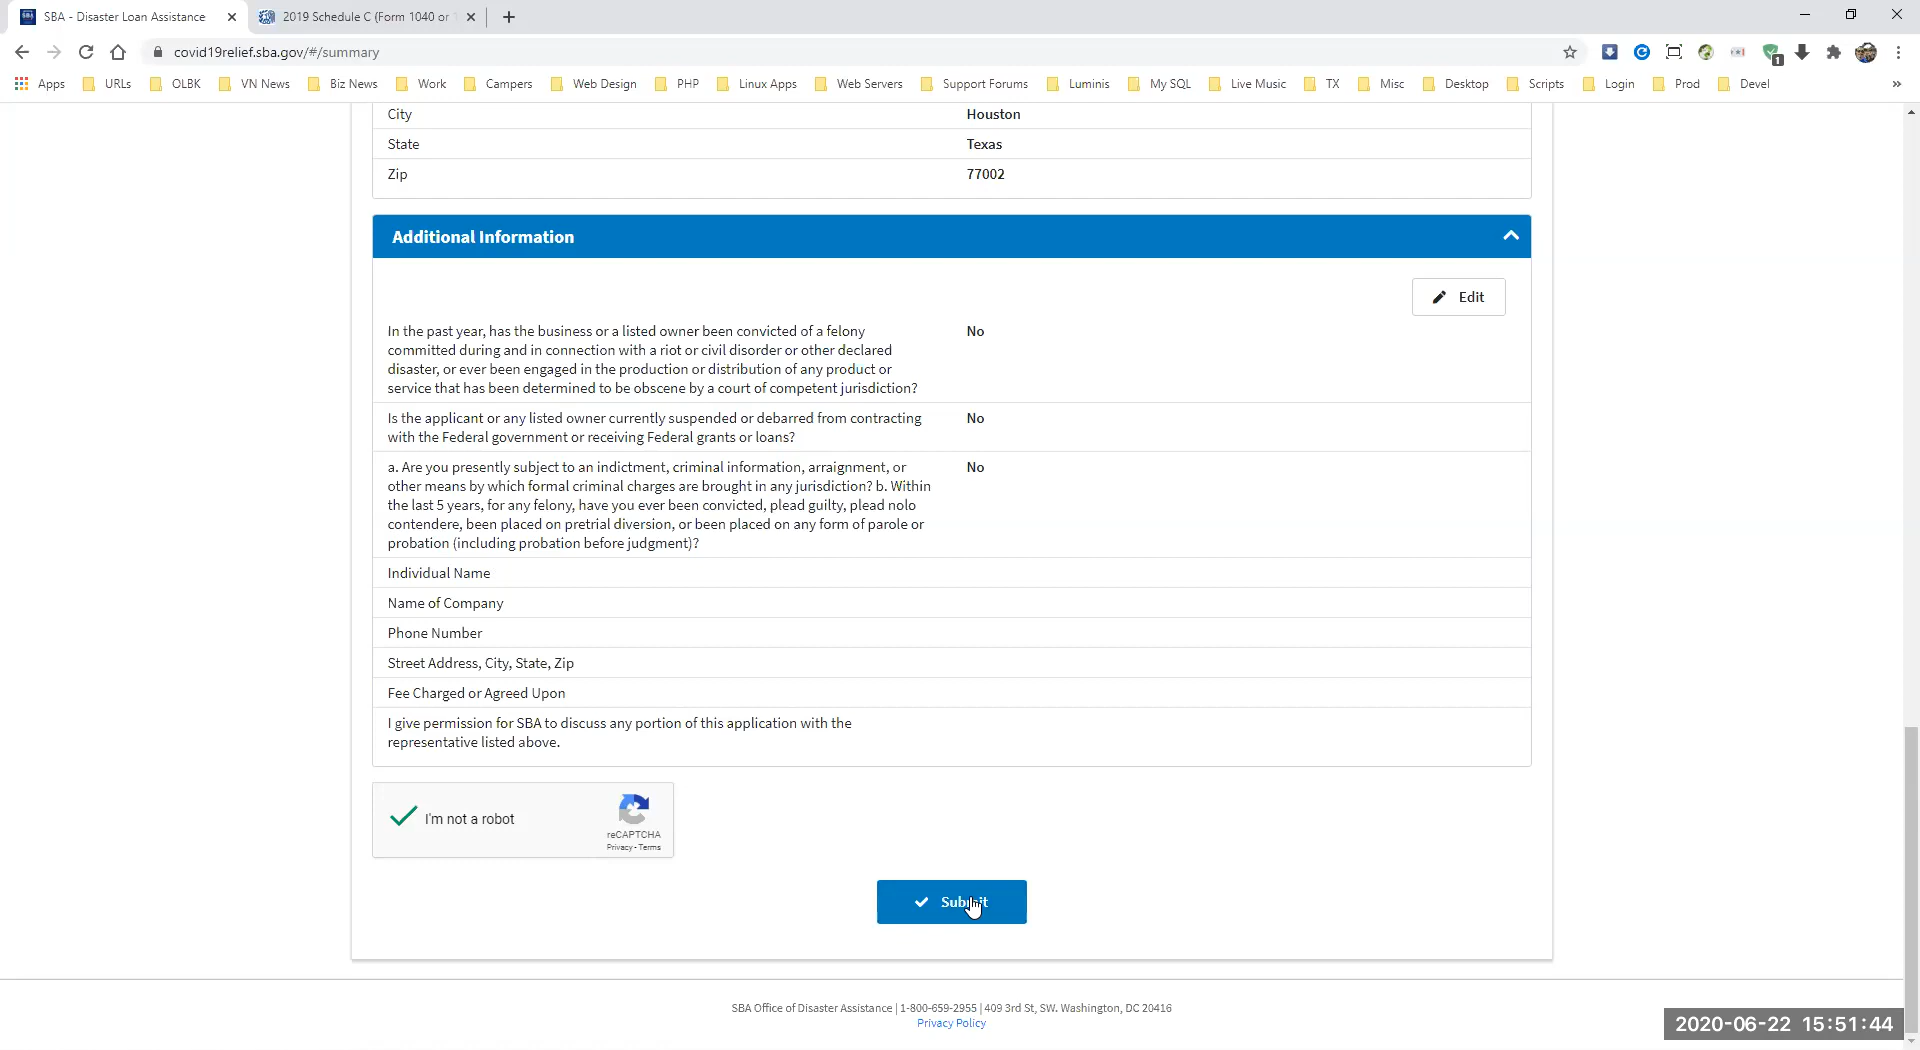 SBA - Disaster Loan Assistance
2019 Schedule C (Form 1040 or
covid19relief.sba.gov/#/summary
1
Apps URLs OLBK VN News Biz News Work Campers Web Design PHP Linux Apps Web Servers Support Forums Luminis My SQL Live Music TX Misc Desktop Scripts Login Prod Devel »
City Houston
State Texas
Zip 77002
Additional Information
Edit
In the past year, has the business or a listed owner been convicted of a felony No
committed during and in connection with a riot or civil disorder or other declared
disaster, or ever been engaged in the production or distribution of any product or
service that has been determined to be obscene by a court of competent jurisdiction?
Is the applicant or any listed owner currently suspended or debarred from contracting No
with the Federal government or receiving Federal grants or loans?
a. Are you presently subject to an indictment, criminal information, arraignment, or No
other means by which formal criminal charges are brought in any jurisdiction? b. Within
the last 5 years, for any felony, have you ever been convicted, plead guilty, plead nolo
contendere, been placed on pretrial diversion, or been placed on any form of parole or
probation (including probation before judgment)?
Individual Name
Name of Company
Phone Number
Street Address, City, State, Zip
Fee Charged or Agreed Upon
I give permission for SBA to discuss any portion of this application with the
representative listed above.
I'm not a robot
reCAPTCHA
Privacy - Terms
Submit
SBA Office of Disaster Assistance | 1-800-659-2955 | 409 3rd St, SW. Washington, DC 20416
Privacy Policy
2020-06-22 15:51:44